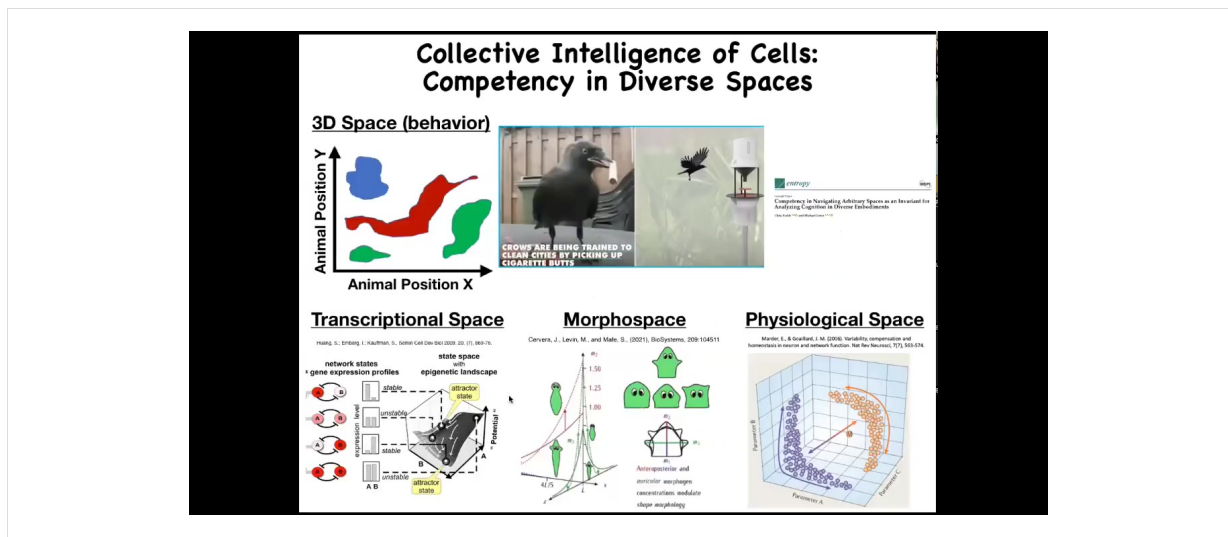 Collective Intelligence of Cells:
Competency in Diverse Spaces
3D Space (behavior)
Animal Position Y
Animal Position X
CROWS ARE BEING TRAINED TO
CLEAN CITIES BY PICKING UP
CIGARETTE BUTTS
entropy
Competency in Navigating Arbitrary Spaces as an Invariant for
Analyzing Cognition in Diverse Embodiments
Transcriptional Space
Huang, S.; Ernberg, I.; Kauffman, S., Semin Cell Dev Biol 2009, 20, (7), 869-76.
network states
gene expression profiles
state space
with
epigenetic landscape
stable
unstable
stable
unstable
attractor
state
attractor
state
expression level
Potential
A
B
A
B
A
B
A B
B
A
Morphospace
Cervera, J., Levin, M., and Mafe, S., (2021), BioSystems, 209:104511
1.50
1.25
1.00
4L/5
L
Anteroposterior and
auricular morphogen
concentrations modulate
shape morphology
Physiological Space
Marder, E., & Goaillard, J. M. (2006). Variability, compensation and
homeostasis in neuron and network function. Nat Rev Neurosci, 7(7), 563-574.
Parameter B
Parameter A
Parameter C
M